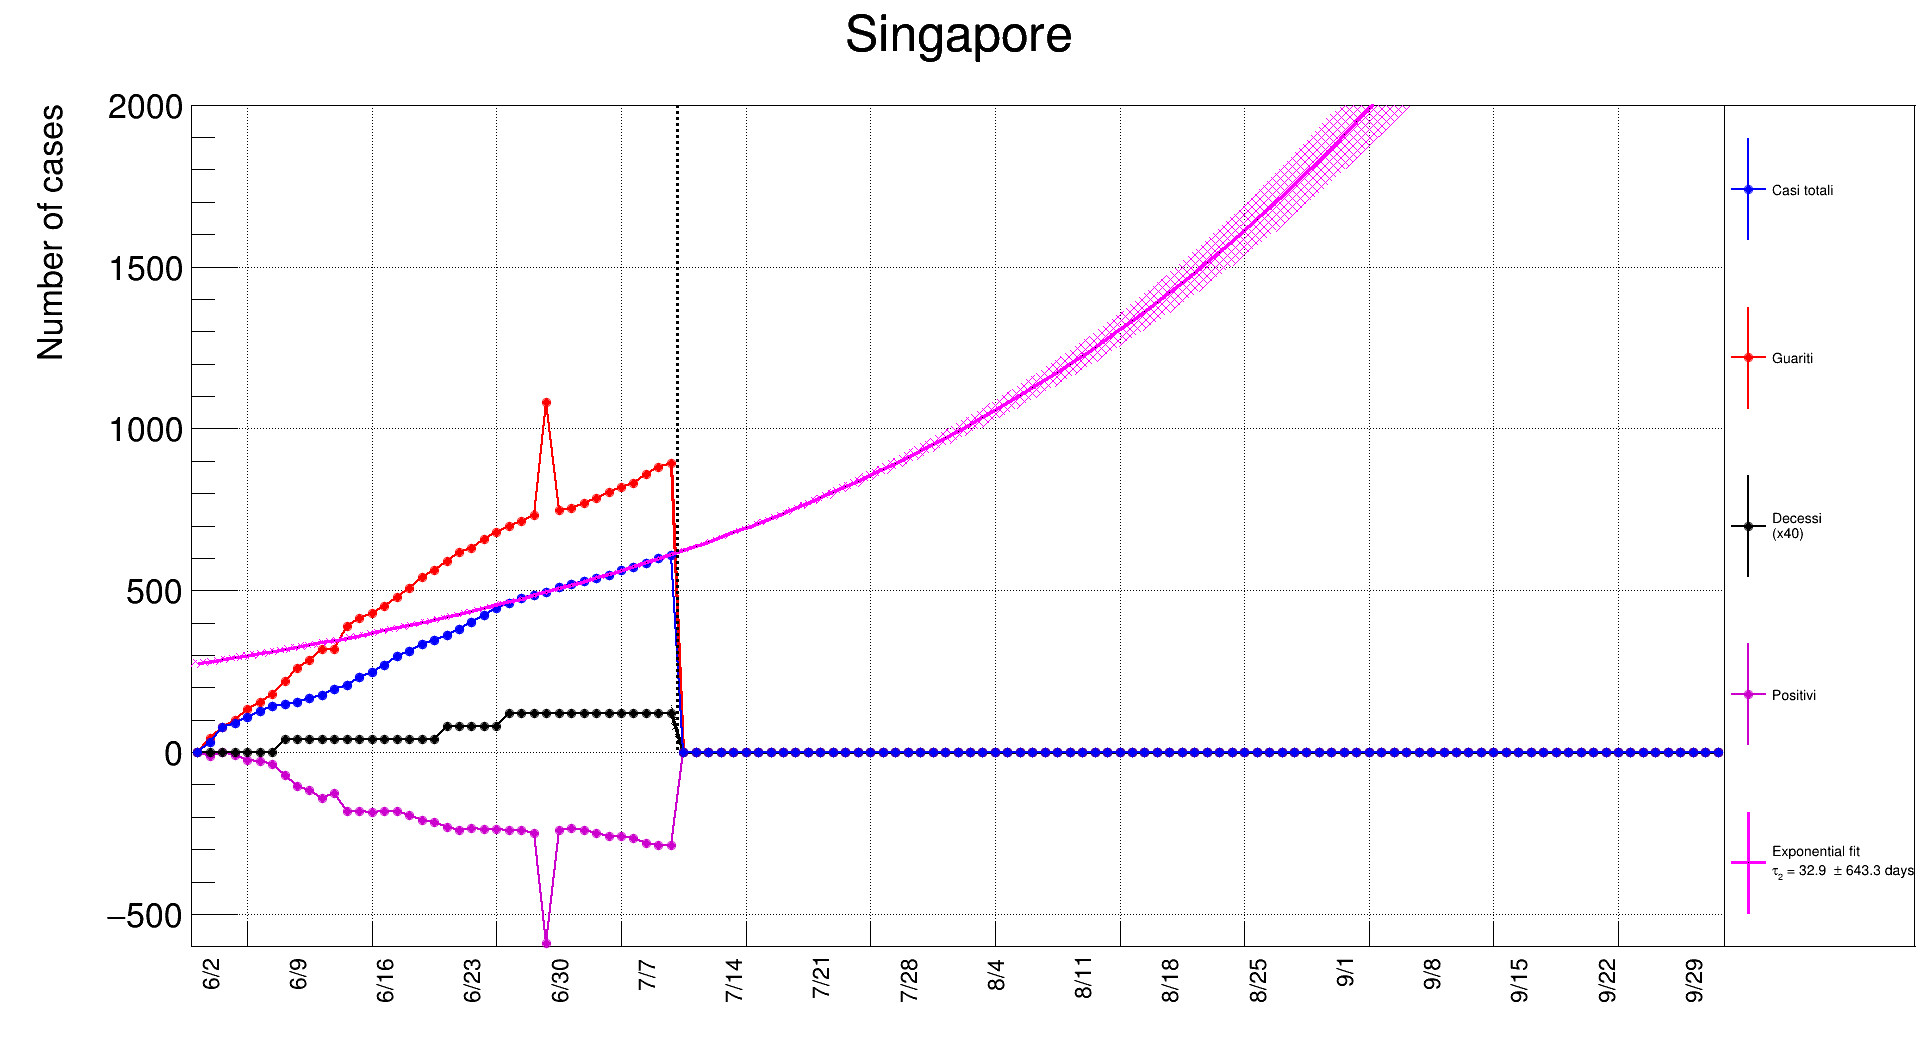 Singapore
Number of cases
2000
1500
1000
500
0
−500
6/2
6/9
6/16
6/23
6/30
7/7
7/14
7/21
7/28
8/4
8/11
8/18
8/25
9/1
9/8
9/15
9/22
9/29
Casi totali
Guariti
Decessi
(x40)
Positivi
Exponential fit
τ₂ = 32.9 ± 643.3 days